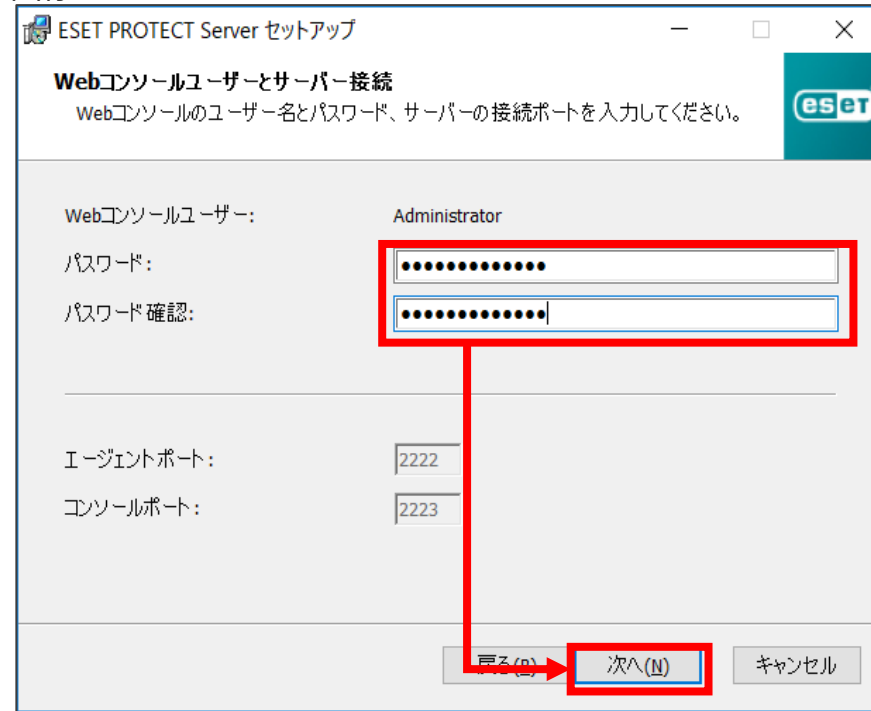 ESET PROTECT Server セットアップ
Webコンソールユーザーとサーバー接続
Webコンソールのユーザー名とパスワード、サーバーの接続ポートを入力してください。
eset
Webコンソールユーザー: Administrator
パスワード: ●●●●●●●●●●●●●
パスワード確認: ●●●●●●●●●●●●●
エージェントポート: 2222
コンソールポート: 2223
戻る(B) 次へ(N) キャンセル